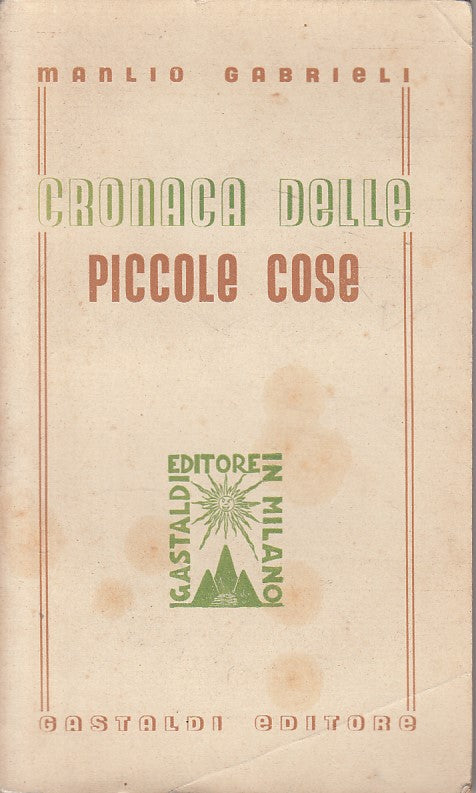 MANLIO GABRIELI
CRONACA DELLE
PICCOLE COSE
GASTALDI
EDITORE
IN MILANO
GASTALDI EDITORE